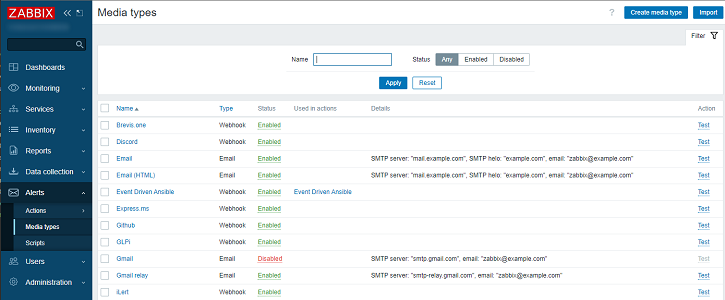 ZABBIX
Media types
?
Create media type
Import
Filter
Name
Status
Any
Enabled
Disabled
Apply
Reset
Dashboards
Monitoring
Services
Inventory
Reports
Data collection
Alerts
Actions
Media types
Scripts
Users
Administration
Name Type Status Used in actions Details Action
Brevis.one Webhook Enabled Test
Discord Webhook Enabled Test
Email Email Enabled SMTP server: "mail.example.com", SMTP helo: "example.com", email: "zabbix@example.com" Test
Email (HTML) Email Enabled SMTP server: "mail.example.com", SMTP helo: "example.com", email: "zabbix@example.com" Test
Event Driven Ansible Webhook Enabled Event Driven Ansible Test
Express.ms Webhook Enabled Test
Github Webhook Enabled Test
GLPi Webhook Enabled Test
Gmail Email Disabled SMTP server: "smtp.gmail.com", email: "zabbix@example.com" Test
Gmail relay Email Enabled SMTP server: "smtp-relay.gmail.com", email: "zabbix@example.com" Test
iLert Webhook Enabled Test